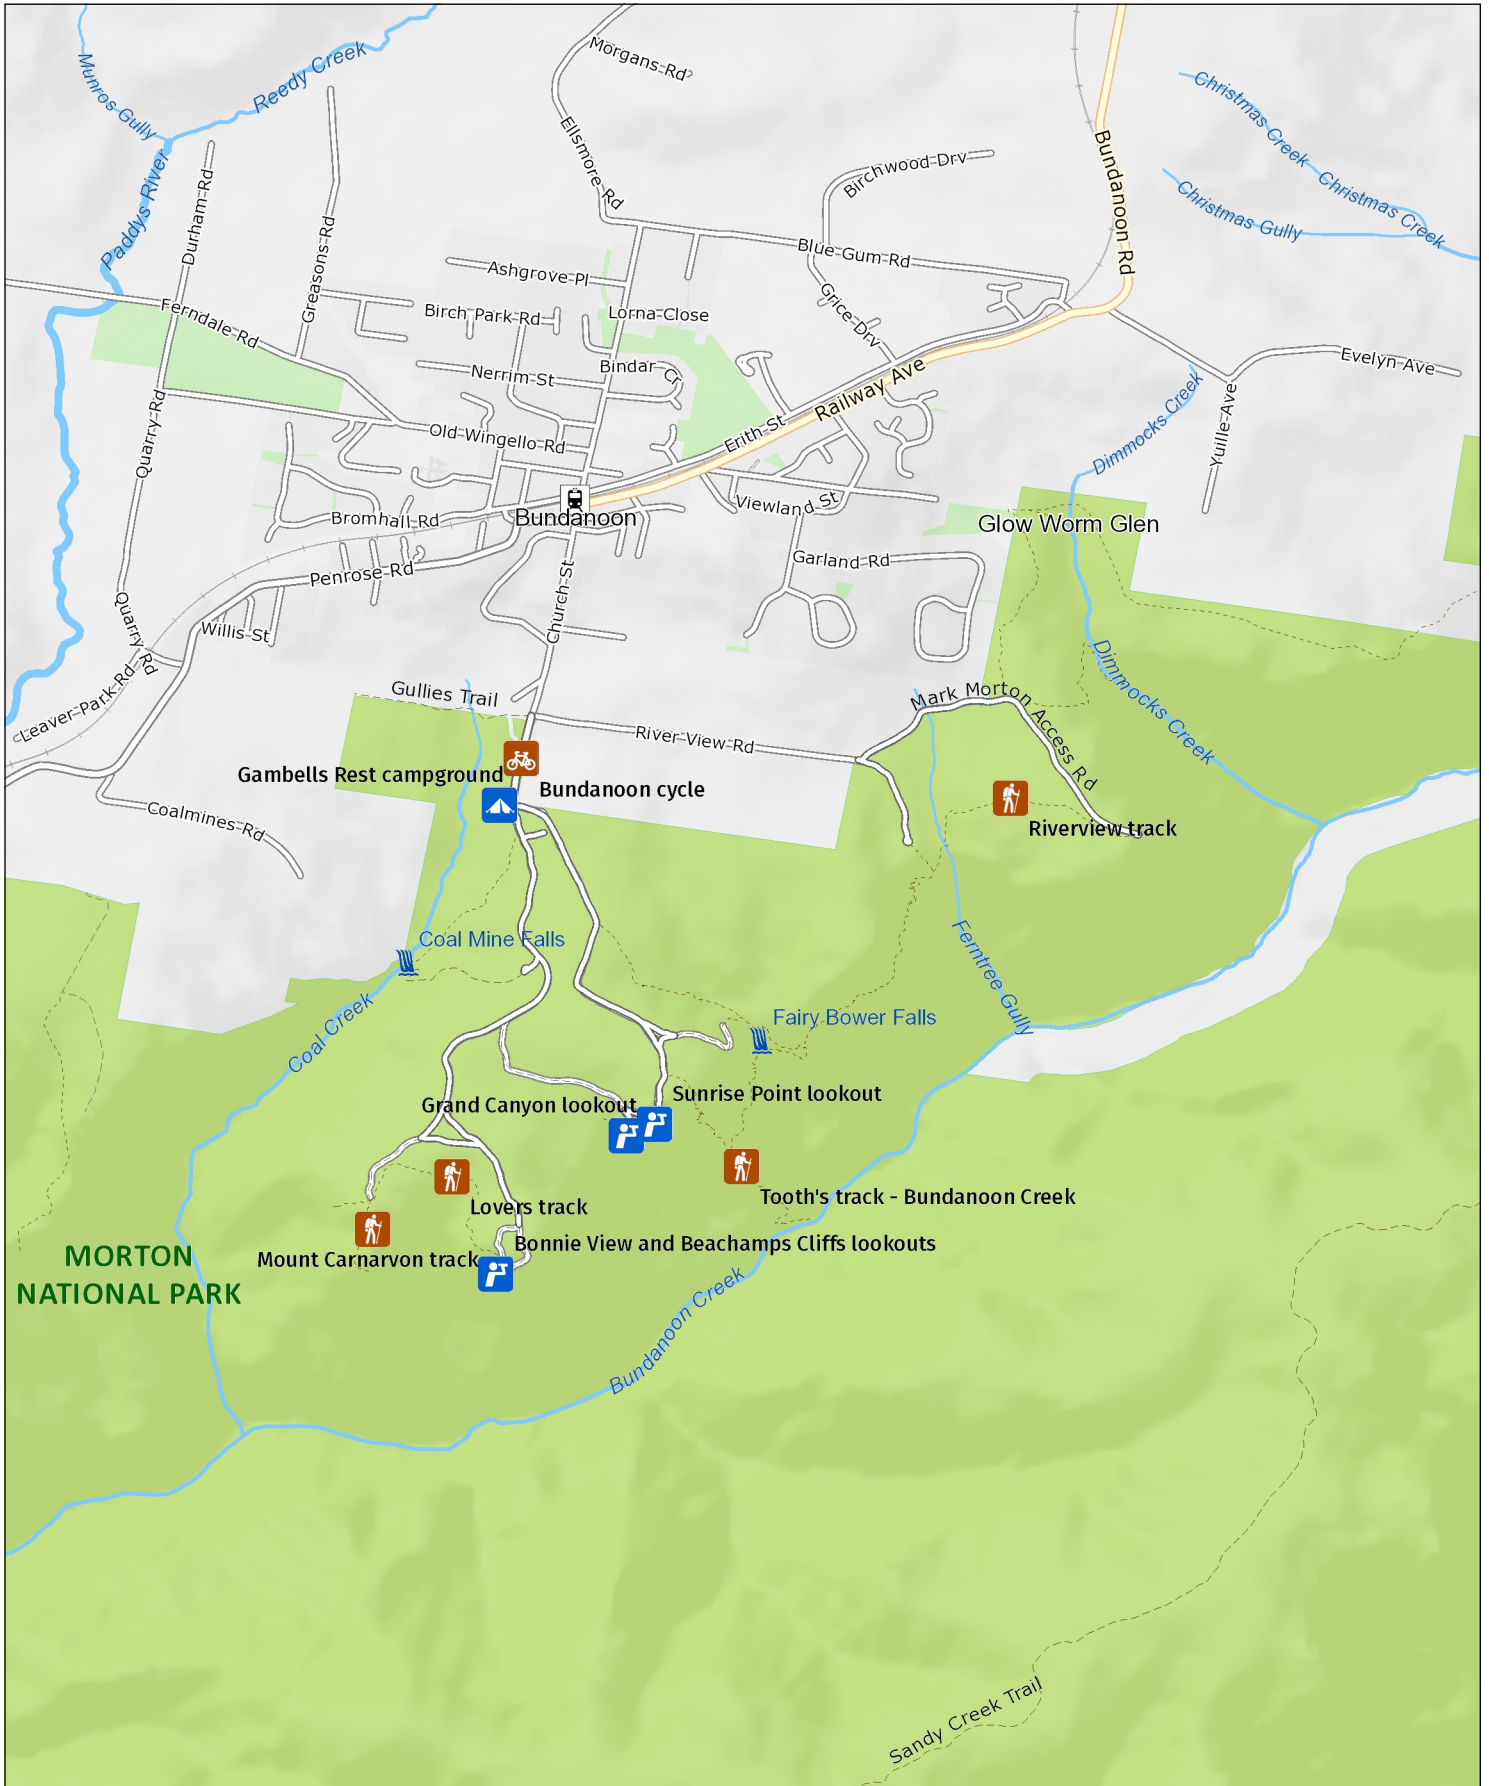 Morgans Rd
Munros Gully
Reedy Creek
Christmas Creek
Ellsmore Rd
Bundanoon Rd
Birchwood Drv
Christmas Creek
Paddys River
Durham Rd
Christmas Gully
Greasons Rd
Blue Gum Rd
Ashgrove Pl
Ferndale Rd
Birch Park Rd
Lorna Close
Grice Drv
Evelyn Ave
Nerrim St
Bindar Cr
Railway Ave
Dimmocks Creek
Yuille Ave
Quarry Rd
Old Wingello Rd
Erith St
Viewland St
Bromhall Rd
Bundanoon
Glow Worm Glen
Penrose Rd
Garland Rd
Church St
Quarry Rd
Willis St
Leaver Park Rd
Gullies Trail
Mark Morton Access Rd
Dimmocks Creek
River View Rd
Gambells Rest campground
Bundanoon cycle
Coalmines Rd
Riverview track
Coal Mine Falls
Ferntree Gully
Coal Creek
Fairy Bower Falls
Sunrise Point lookout
Grand Canyon lookout
Lovers track
Tooth's track - Bundanoon Creek
Mount Carnarvon track
Bonnie View and Beachamps Cliffs lookouts
MORTON
NATIONAL PARK
Bundanoon Creek
Sandy Creek Trail